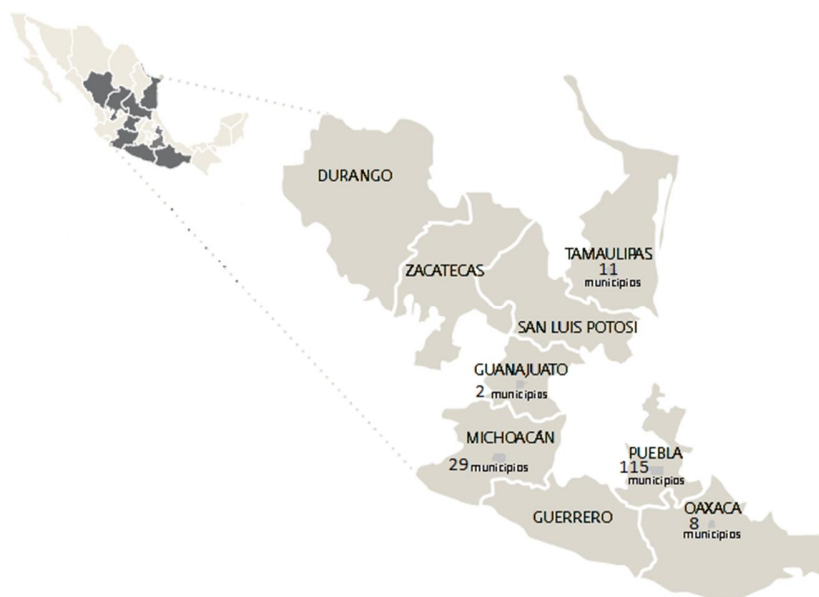 DURANGO
TAMAULIPAS
11
municipios
ZACATECAS
SAN LUIS POTOSI
GUANAJUATO
2 municipios
MICHOACÁN
29 municipios
PUEBLA
115
municipios
GUERRERO
OAXACA
8
municipios